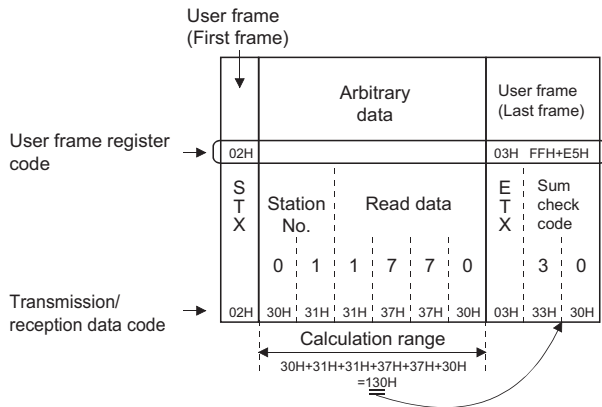 User frame
(First frame)
Arbitrary
data
User frame
(Last frame)
User frame register
code
02H
03H FFH+E5H
S
T
X
Station
No.
Read data
E
T
X
Sum
check
code
0 1 1 7 7 0 3 0
Transmission/
reception data code
02H 30H 31H 31H 37H 37H 30H 03H 33H 30H
Calculation range
30H+31H+31H+37H+37H+30H
=130H